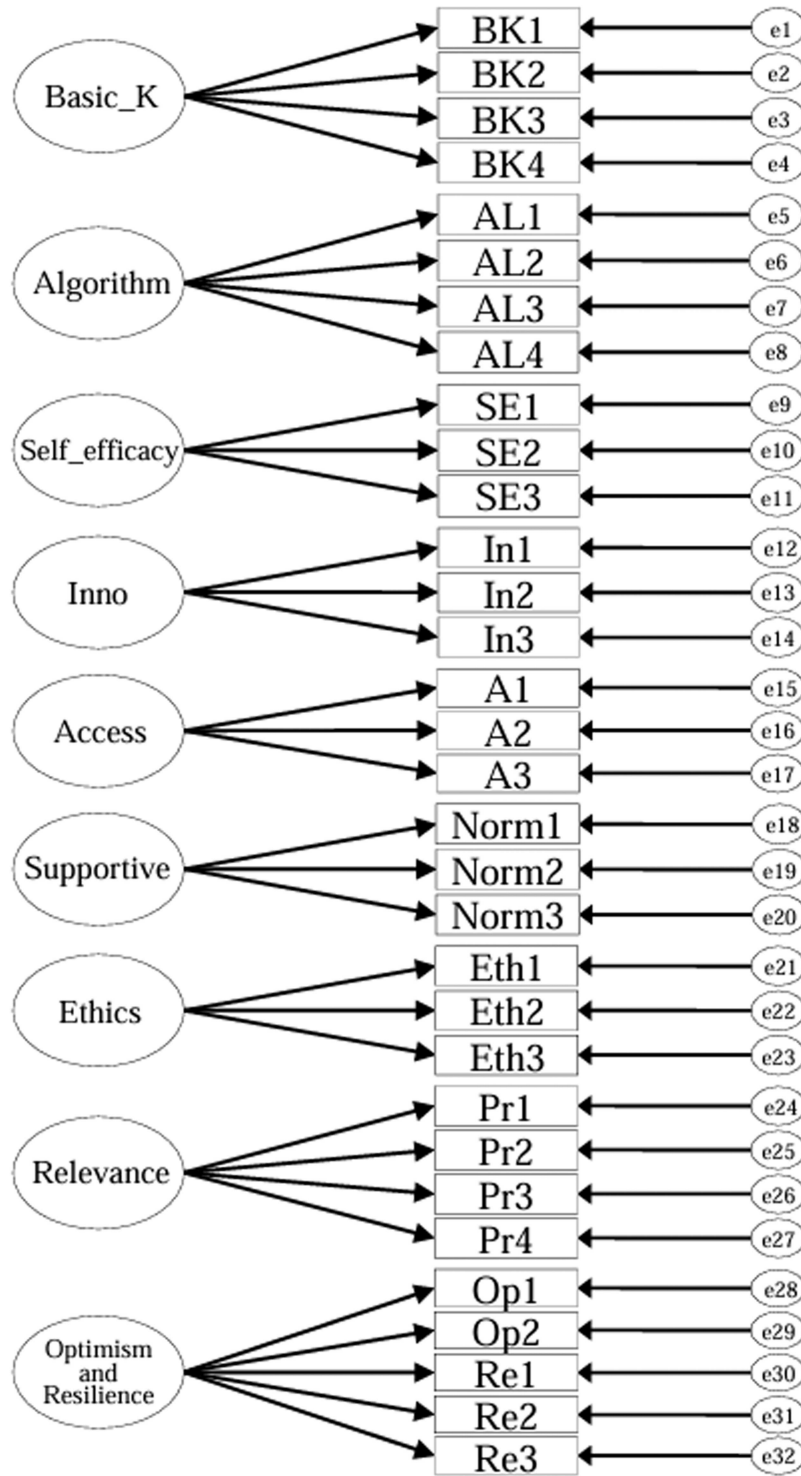 BK1
e1
BK2
e2
Basic_K
BK3
e3
BK4
e4
AL1
e5
AL2
e6
Algorithm
AL3
e7
AL4
e8
SE1
e9
Self_efficacy
SE2
e10
SE3
e11
In1
e12
Inno
In2
e13
In3
e14
A1
e15
Access
A2
e16
A3
e17
Norm1
e18
Supportive
Norm2
e19
Norm3
e20
Eth1
e21
Ethics
Eth2
e22
Eth3
e23
Pr1
e24
Pr2
e25
Relevance
Pr3
e26
Pr4
e27
Op1
e28
Op2
e29
Optimism
and
Resilience
Re1
e30
Re2
e31
Re3
e32